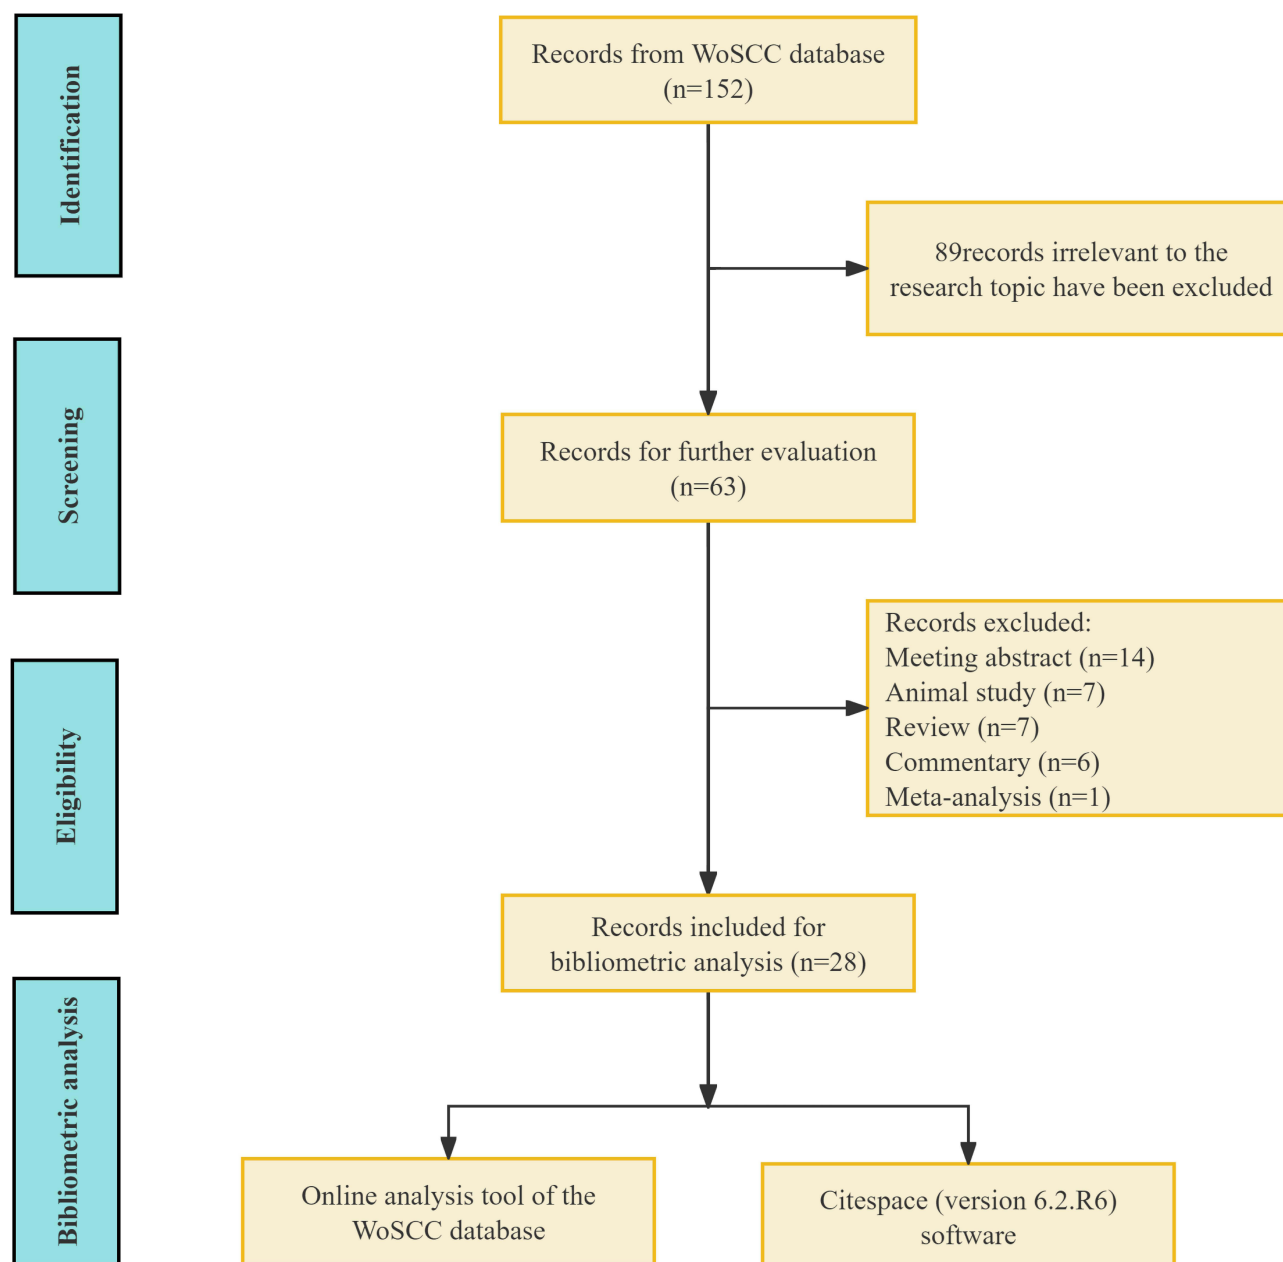 Identification
Records from WoSCC database
(n=152)
89records irrelevant to the
research topic have been excluded
Screening
Records for further evaluation
(n=63)
Eligibility
Records excluded:
Meeting abstract (n=14)
Animal study (n=7)
Review (n=7)
Commentary (n=6)
Meta-analysis (n=1)
Records included for
bibliometric analysis (n=28)
Bibliometric analysis
Online analysis tool of the
WoSCC database
Citespace (version 6.2.R6)
software